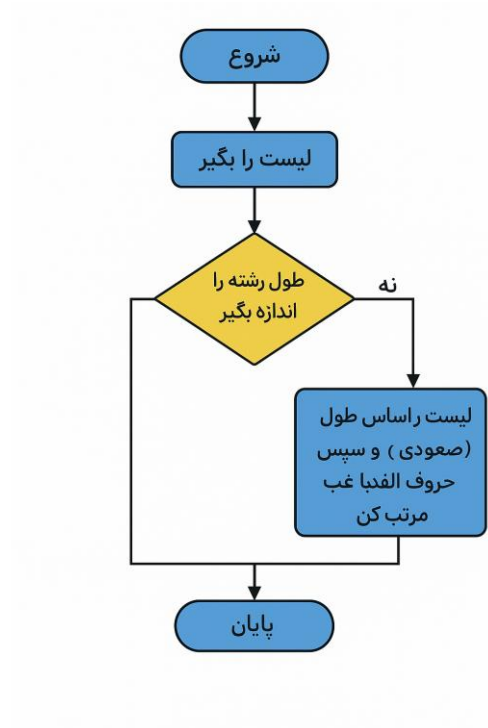 شروع
لیست را بگیر
طول رشته را
اندازه بگیر
نه
لیست راساس طول
(صعودی ) و سپس
حروف الفدبا غب
مرتب کن
پایان